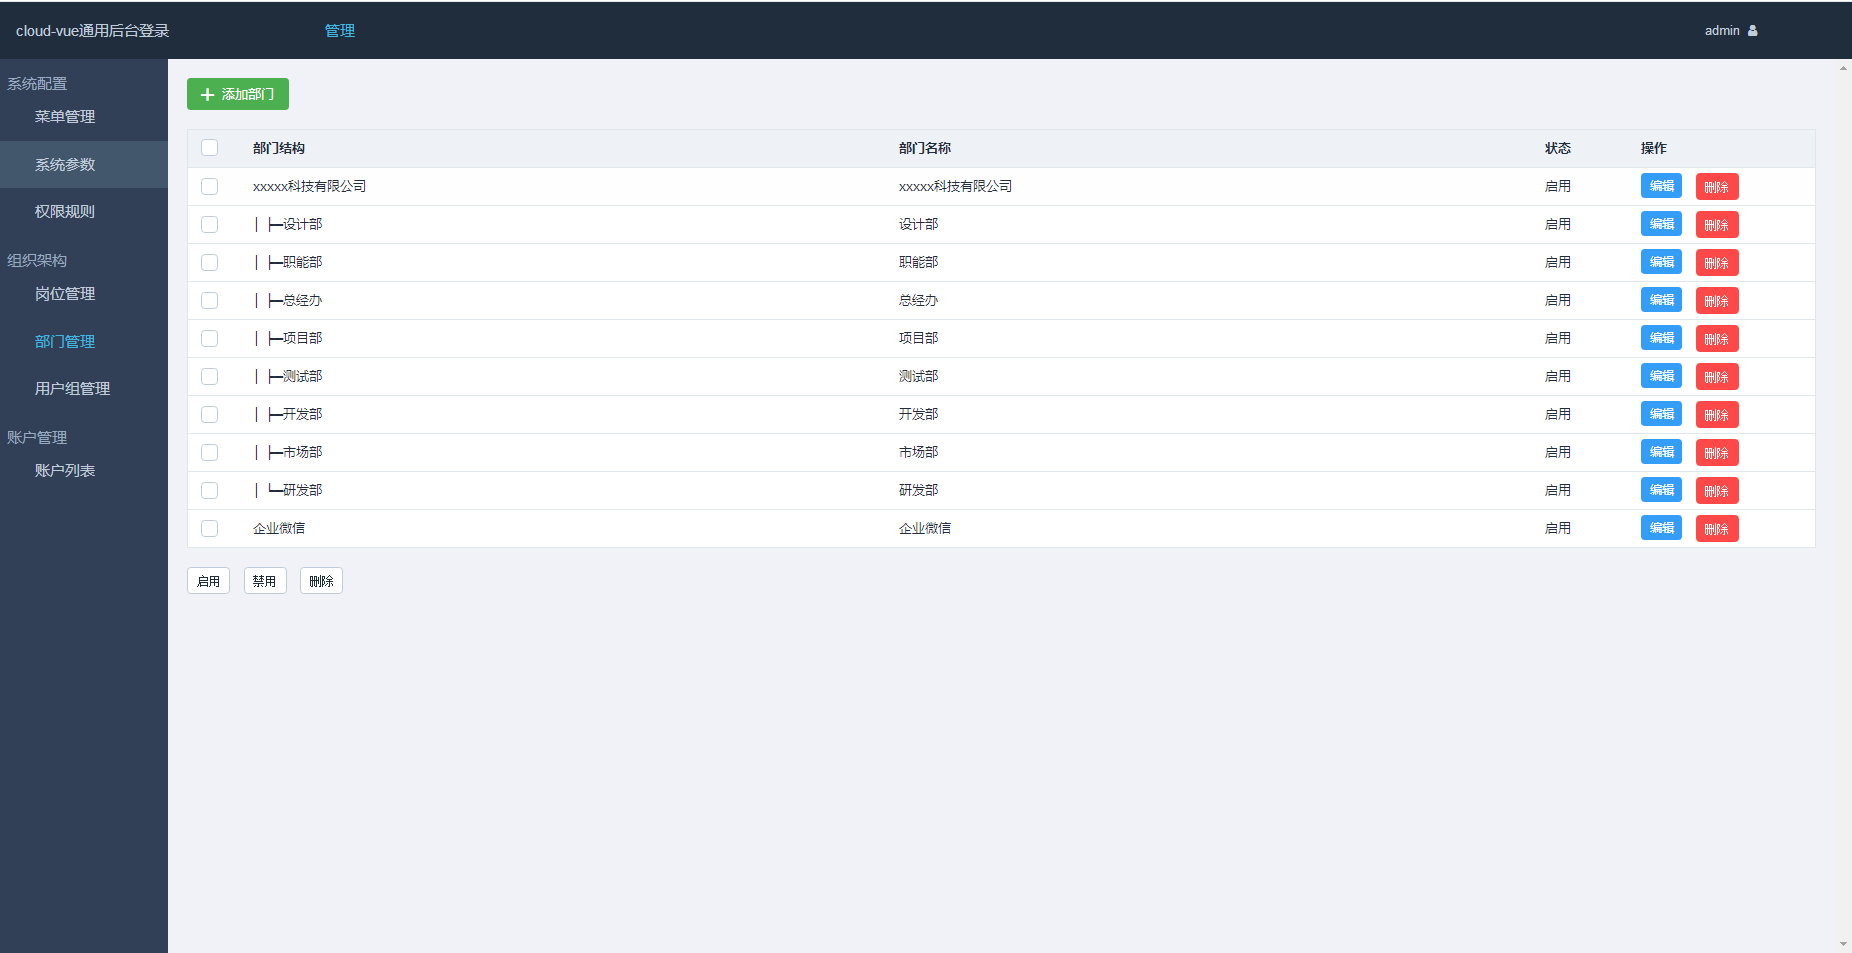 cloud-vue通用后台登录 管理 admin
系统配置
菜单管理
系统参数
权限规则
组织架构
岗位管理
部门管理
用户组管理
账户管理
账户列表
添加部门
部门结构 部门名称 状态 操作
xxxxx科技有限公司 xxxxx科技有限公司 启用 编辑 删除
│ ├─设计部 设计部 启用 编辑 删除
│ ├─职能部 职能部 启用 编辑 删除
│ ├─总经办 总经办 启用 编辑 删除
│ ├─项目部 项目部 启用 编辑 删除
│ ├─测试部 测试部 启用 编辑 删除
│ ├─开发部 开发部 启用 编辑 删除
│ ├─市场部 市场部 启用 编辑 删除
│ └─研发部 研发部 启用 编辑 删除
企业微信 企业微信 启用 编辑 删除
启用 禁用 删除